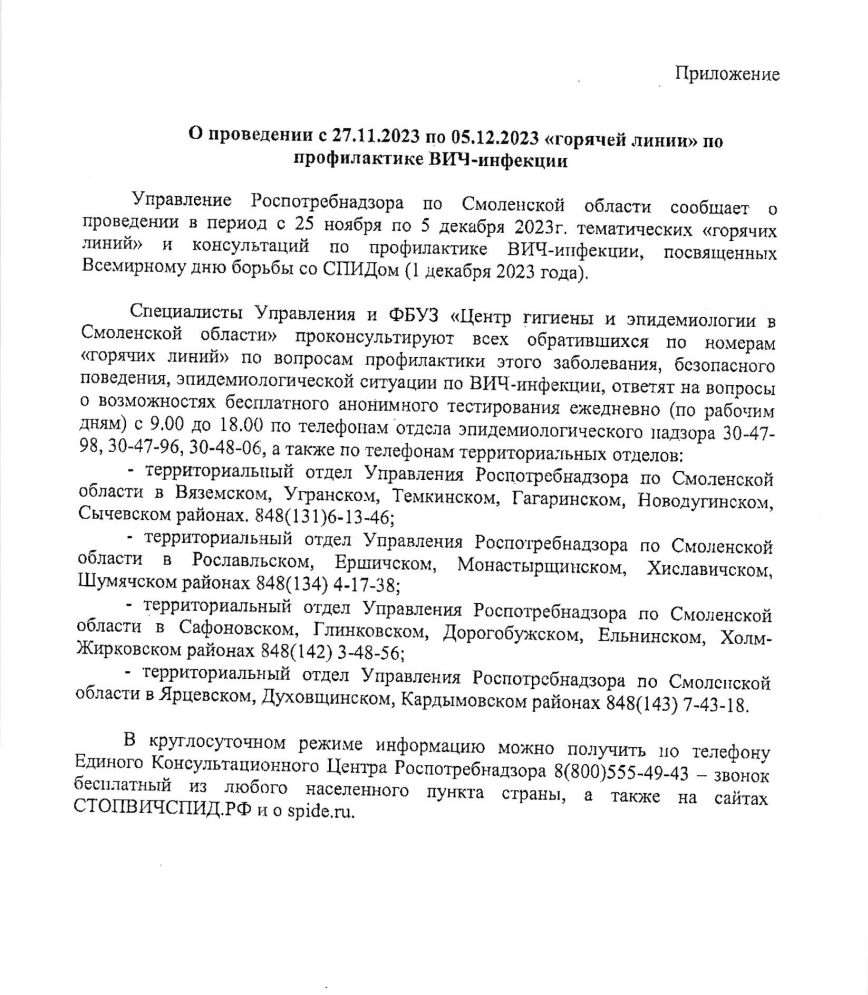 Приложение
О проведении с 27.11.2023 по 05.12.2023 «горячей линии» по
профилактике ВИЧ-инфекции
Управление Роспотребнадзора по Смоленской области сообщает о
проведении в период с 25 ноября по 5 декабря 2023г. тематических «горячих
линий» и консультаций по профилактике ВИЧ-инфекции, посвященных
Всемирному дню борьбы со СПИДом (1 декабря 2023 года).
Специалисты Управления и ФБУЗ «Центр гигиены и эпидемиологии в
Смоленской области» проконсультируют всех обратившихся по номерам
«горячих линий» по вопросам профилактики этого заболевания, безопасного
поведения, эпидемиологической ситуации по ВИЧ-инфекции, ответят на вопросы
о возможностях бесплатного анонимного тестирования ежедневно (по рабочим
дням) с 9.00 до 18.00 по телефонам отдела эпидемиологического надзора 30-47-
98, 30-47-96, 30-48-06, а также по телефонам территориальных отделов:
- территориальный отдел Управления Роспотребнадзора по Смоленской
области в Вяземском, Угранском, Темкинском, Гагаринском, Новодугинском,
Сычевском районах. 848(131)6-13-46;
- территориальный отдел Управления Роспотребнадзора по Смоленской
области в Рославльском, Ершичском, Монастырщинском, Хиславичском,
Шумячском районах 848(134) 4-17-38;
- территориальный отдел Управления Роспотребнадзора по Смоленской
области в Сафоновском, Глинковском, Дорогобужском, Ельнинском, Холм-
Жирковском районах 848(142) 3-48-56;
- территориальный отдел Управления Роспотребнадзора по Смоленской
области в Ярцевском, Духовщинском, Кардымовском районах 848(143) 7-43-18.
В круглосуточном режиме информацию можно получить по телефону
Единого Консультационного Центра Роспотребнадзора 8(800)555-49-43 – звонок
бесплатный из любого населенного пункта страны, а также на сайтах
СТОПВИЧСПИД.РФ и о spide.ru.